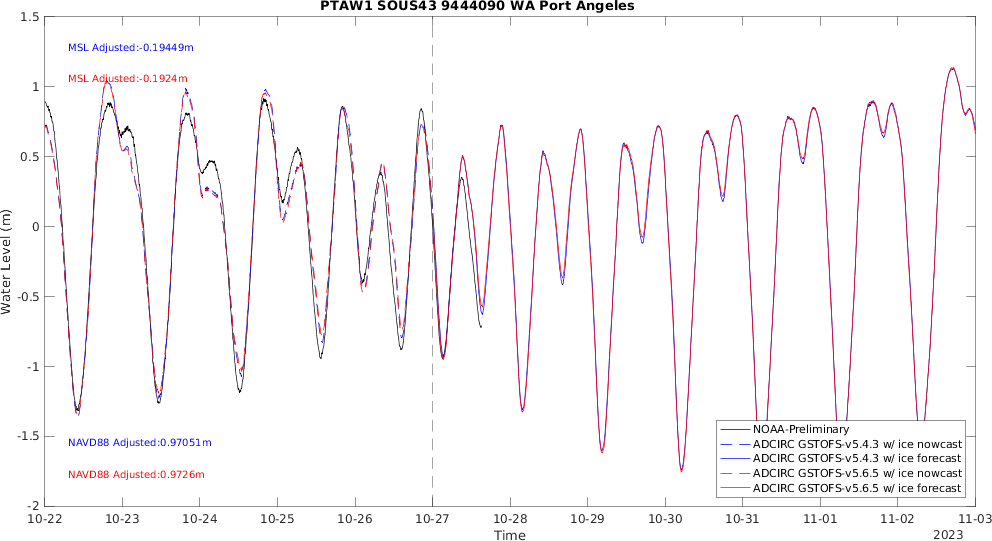 PTAW1 SOUS43 9444090 WA Port Angeles
1.5
1
0.5
0
-0.5
-1
-1.5
-2
Water Level (m)
MSL Adjusted:-0.19449m
MSL Adjusted:-0.1924m
NAVD88 Adjusted:0.97051m
NAVD88 Adjusted:0.9726m
NOAA-Preliminary
ADCIRC GSTOFS-v5.4.3 w/ ice nowcast
ADCIRC GSTOFS-v5.4.3 w/ ice forecast
ADCIRC GSTOFS-v5.6.5 w/ ice nowcast
ADCIRC GSTOFS-v5.6.5 w/ ice forecast
10-22 10-23 10-24 10-25 10-26 10-27 10-28 10-29 10-30 10-31 11-01 11-02 11-03
Time
2023